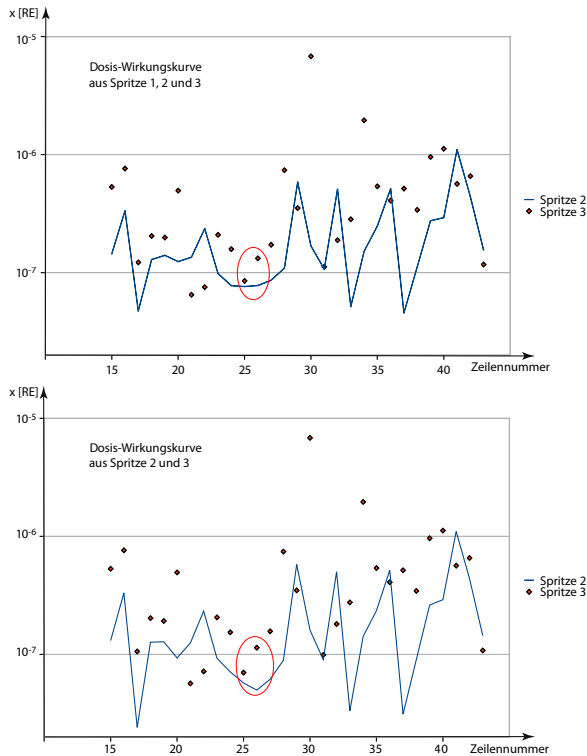 x [RE]
10-5
Dosis-Wirkungskurve
aus Spritze 1, 2 und 3
10-6
Spritze 2
Spritze 3
10-7
15 20 25 30 35 40
Zeilennummer
x [RE]
10-5
Dosis-Wirkungskurve
aus Spritze 2 und 3
10-6
Spritze 2
Spritze 3
10-7
15 20 25 30 35 40
Zeilennummer